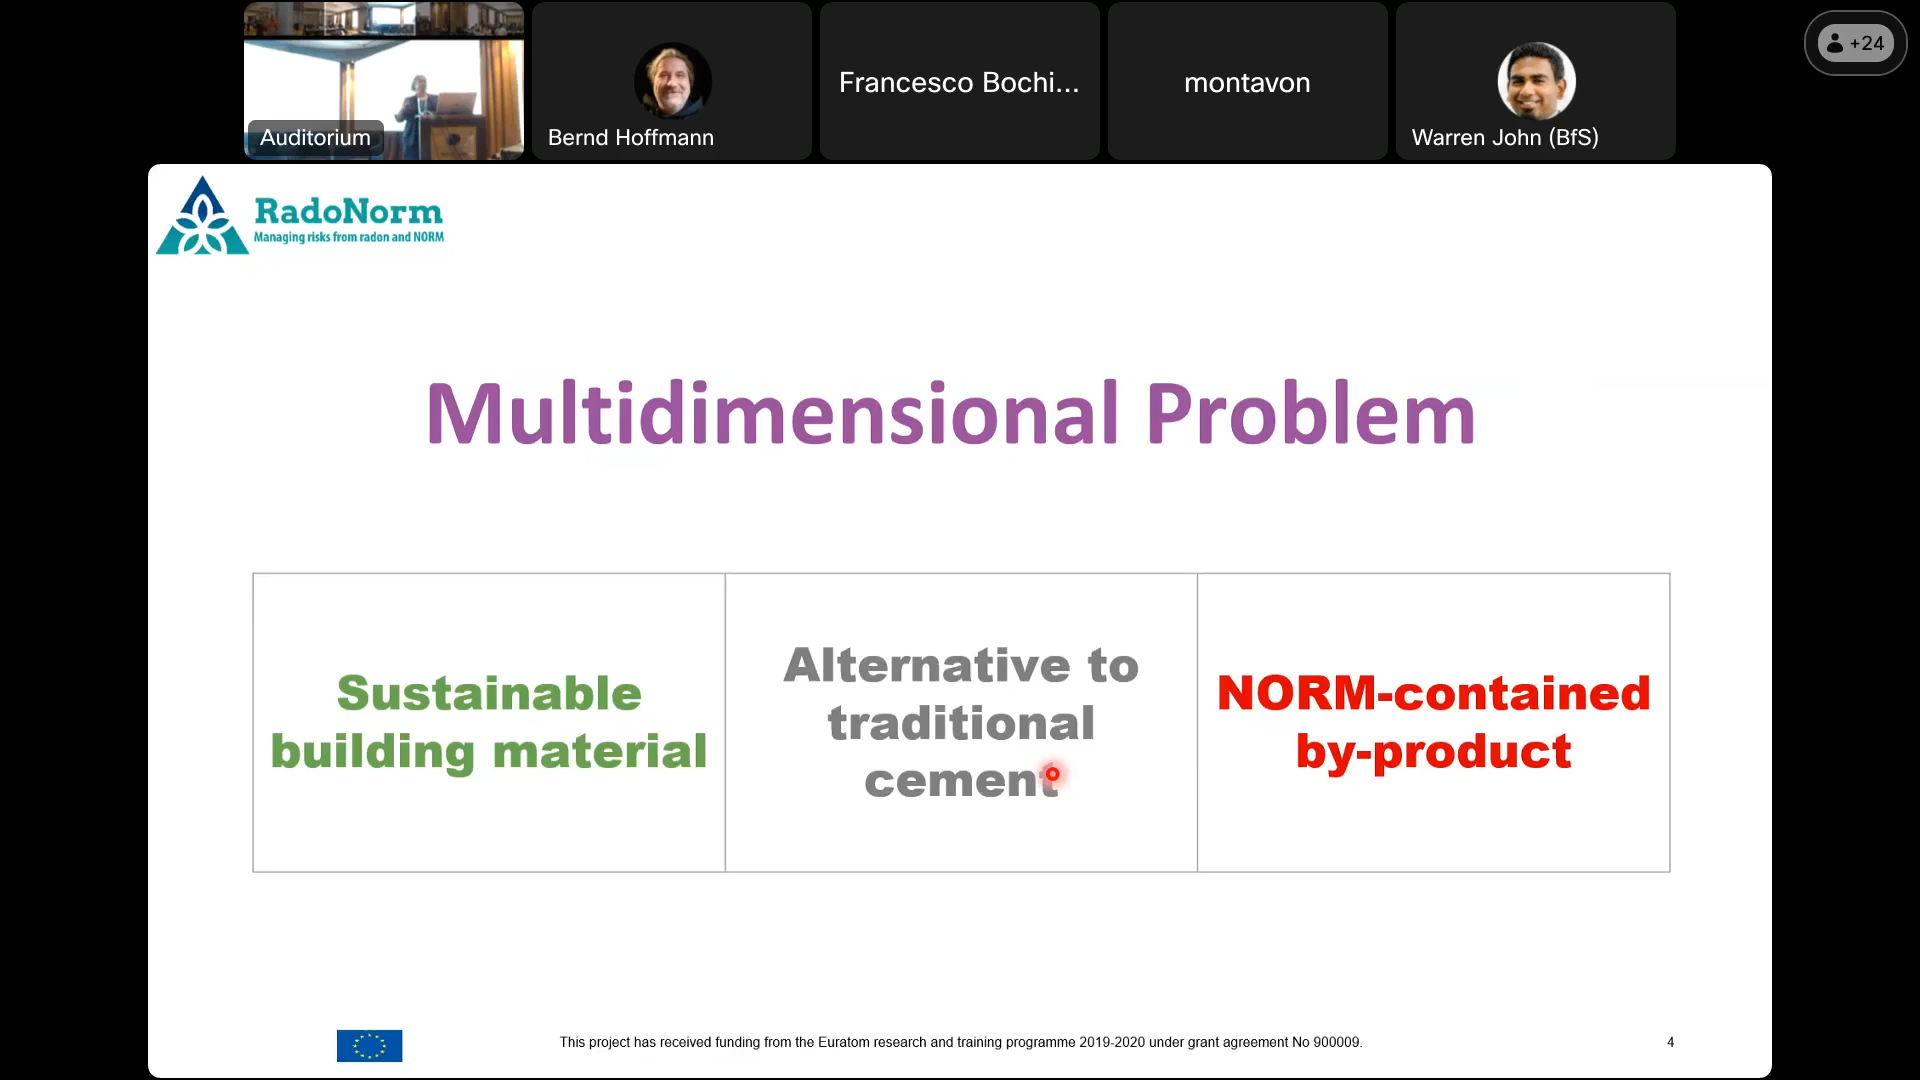 Auditorium
Bernd Hoffmann
Francesco Bochi...
montavon
Warren John (BfS)
+24
RadoNorm
Managing risks from radon and NORM
Multidimensional Problem
Sustainable
building material
Alternative to
traditional
cement
NORM-contained
by-product
This project has received funding from the Euratom research and training programme 2019-2020 under grant agreement No 900009.
4